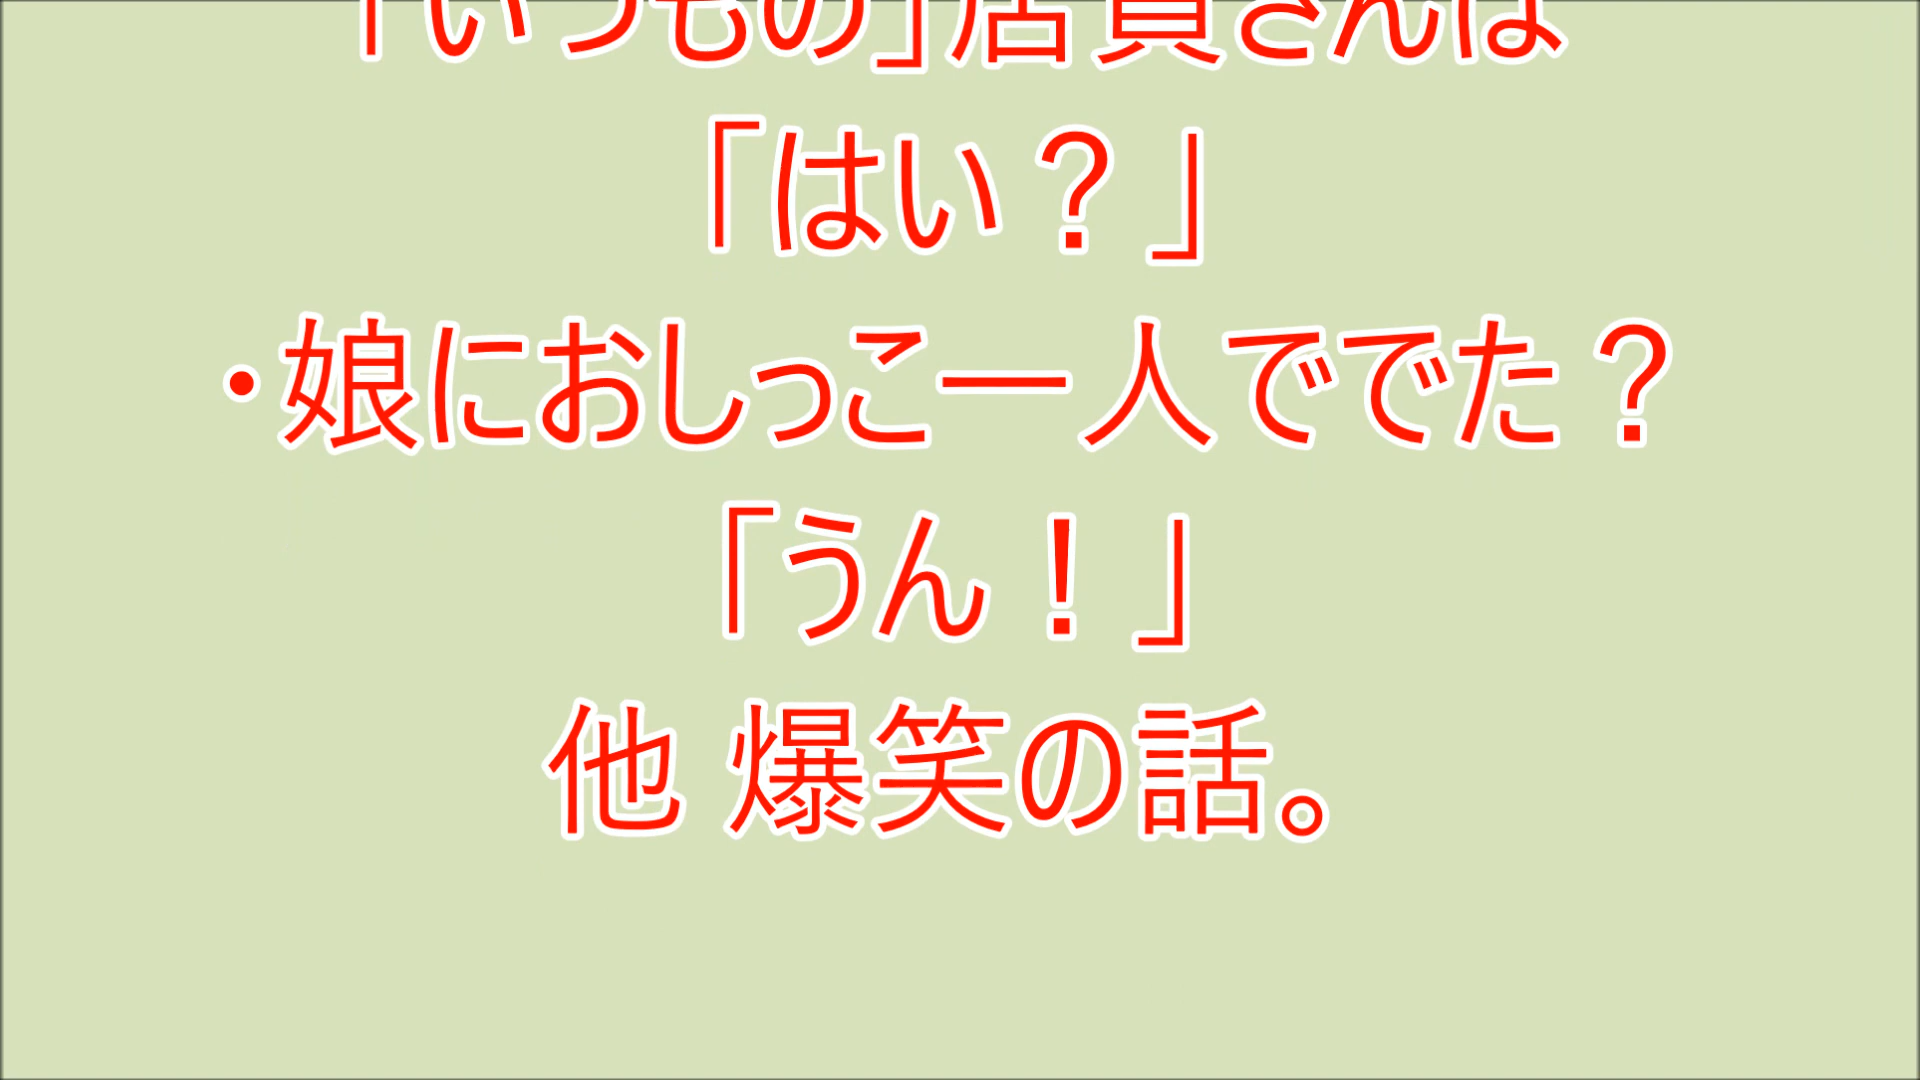 「いつもの」店員さんは
「はい？」
・娘におしっこ一人ででた？
「うん！」
他 爆笑の話。